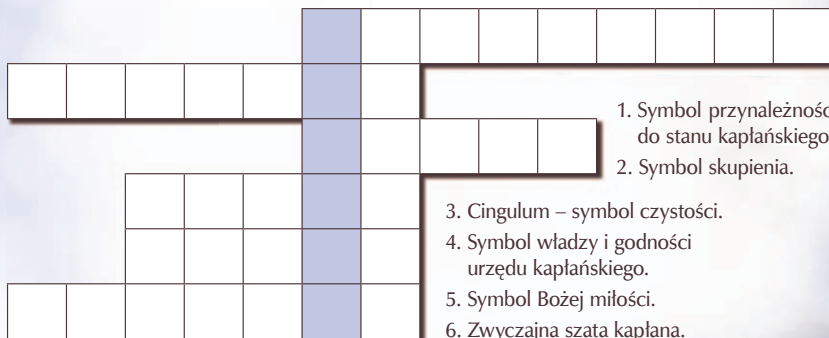 1. Symbol przynależnośc
do stanu kapłańskiego
2. Symbol skupienia.
3. Cingulum – symbol czystości.
4. Symbol władzy i godności
urzędu kapłańskiego.
5. Symbol Bożej miłości.
6. Zwyczajna szata kapłana.